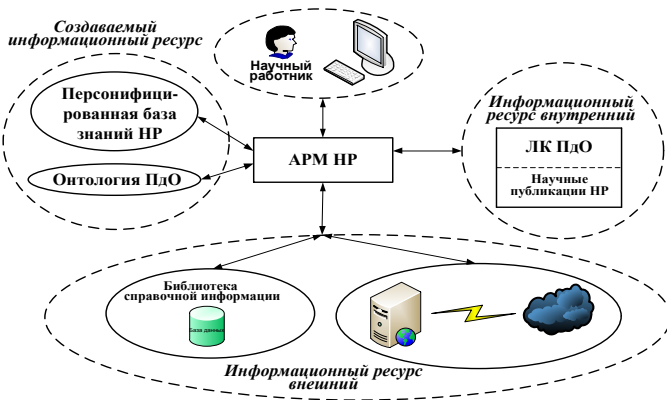 Создаваемый
информационный ресурс
Персонифици-
рованная база
знаний НР
Онтология ПдО
Научный
работник
АРМ НР
Информационный
ресурс внутренний
ЛК ПдО
Научные
публикации НР
Библиотека
справочной информации
База данных
Информационный ресурс
внешний